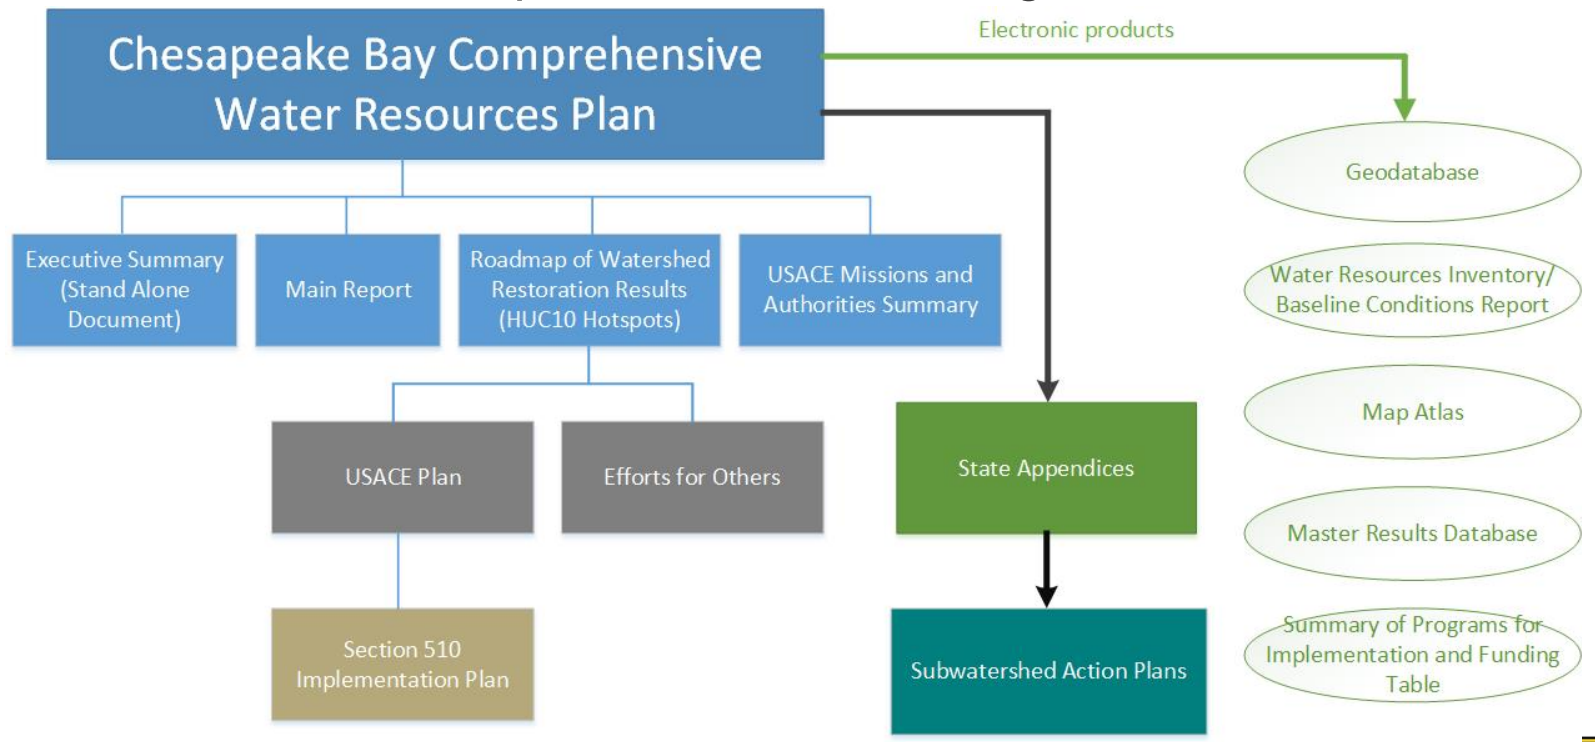 Electronic products
Chesapeake Bay Comprehensive
Water Resources Plan
Geodatabase
Executive Summary
(Stand Alone
Document)
Main Report
Roadmap of Watershed
Restoration Results
(HUC10 Hotspots)
USACE Missions and
Authorities Summary
Water Resources Inventory/
Baseline Conditions Report
Map Atlas
USACE Plan
Efforts for Others
State Appendices
Master Results Database
Section 510
Implementation Plan
Subwatershed Action Plans
Summary of Programs for
Implementation and Funding
Table